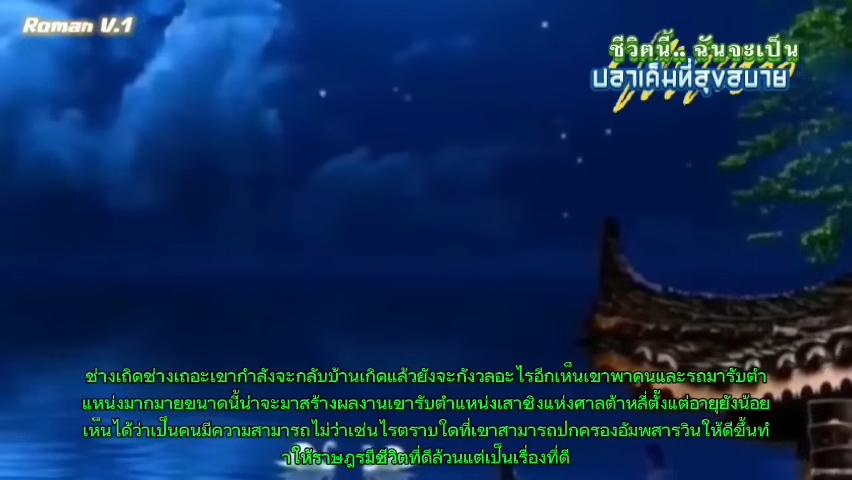 Roman V.1
ชีวิตนี้.. ฉันจะเป็น
ปลาเค็มที่สุขสบาย
ช่างเถิดช่างเถอะเขากำลังจะกลับบ้านเกิดแล้วยังจะกังวลอะไรอีกเห็นเขาพาคนและรถมารับตำ
แหน่งมากมายขนาดนี้น่าจะมาสร้างผลงานเขารับตำแหน่งเสาชิงแห่งศาลต้าหลี่ตั้งแต่อายุยังน้อย
เห็นได้ว่าเป็นคนมีความสามารถไม่ว่าเช่นไรตราบใดที่เขาสามารถปกครองอัมพสารวินให้ดีขึ้นท
ำให้ราษฎรมีชีวิตที่ดีล้วนแต่เป็นเรื่องที่ดี